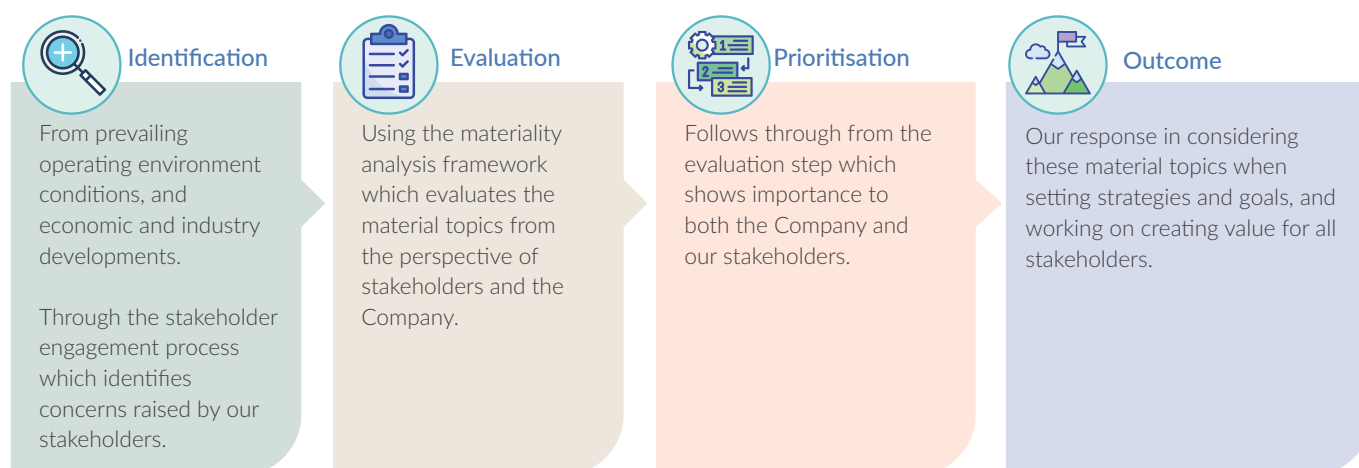 Identification
From prevailing
operating environment
conditions, and
economic and industry
developments.
Through the stakeholder
engagement process
which identifies
concerns raised by our
stakeholders.
Evaluation
Using the materiality
analysis framework
which evaluates the
material topics from
the perspective of
stakeholders and the
Company.
1
2
3
Prioritisation
Follows through from the
evaluation step which
shows importance to
both the Company and
our stakeholders.
Outcome
Our response in considering
these material topics when
setting strategies and goals, and
working on creating value for all
stakeholders.